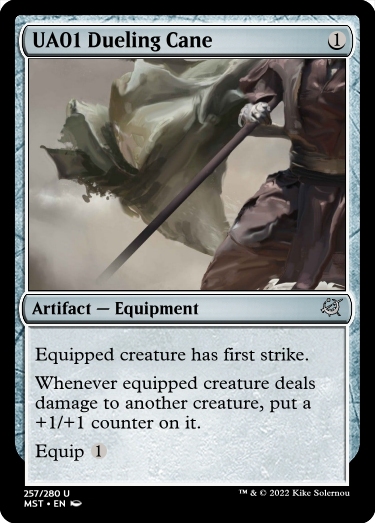 UA01 Dueling Cane 1
Artifact — Equipment
Equipped creature has first strike.
Whenever equipped creature deals
damage to another creature, put a
+1/+1 counter on it.
Equip 1
257/280 U
MST • EN
™ & © 2022 Kike Solernou